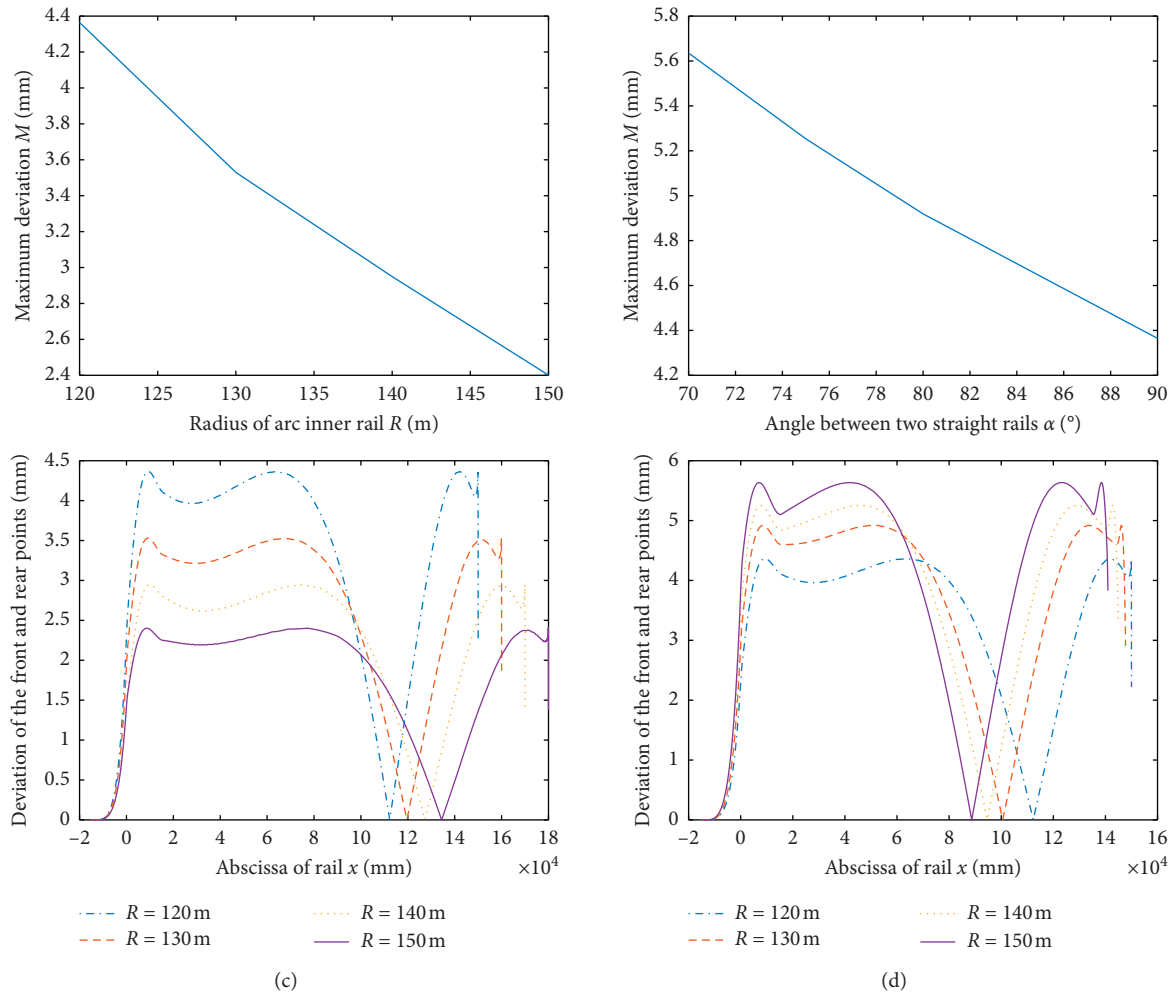 4.4
4.2
4
3.8
3.6
3.4
3.2
3
2.8
2.6
2.4
Maximum deviation M (mm)
120 125 130 135 140 145 150
Radius of arc inner rail R (m)
5.8
5.6
5.4
5.2
5
4.8
4.6
4.4
4.2
Maximum deviation M (mm)
70 72 74 76 78 80 82 84 86 88 90
Angle between two straight rails α (°)
4.5
4
3.5
3
2.5
2
1.5
1
0.5
0
Deviation of the front and rear points (mm)
−2 0 2 4 6 8 10 12 14 16 18
Abscissa of rail x (mm)
×10⁴
R = 120 m
R = 130 m
R = 140 m
R = 150 m
(c)
6
5
4
3
2
1
0
Deviation of the front and rear points (mm)
−2 0 2 4 6 8 10 12 14 16
Abscissa of rail x (mm)
×10⁴
R = 120 m
R = 130 m
R = 140 m
R = 150 m
(d)